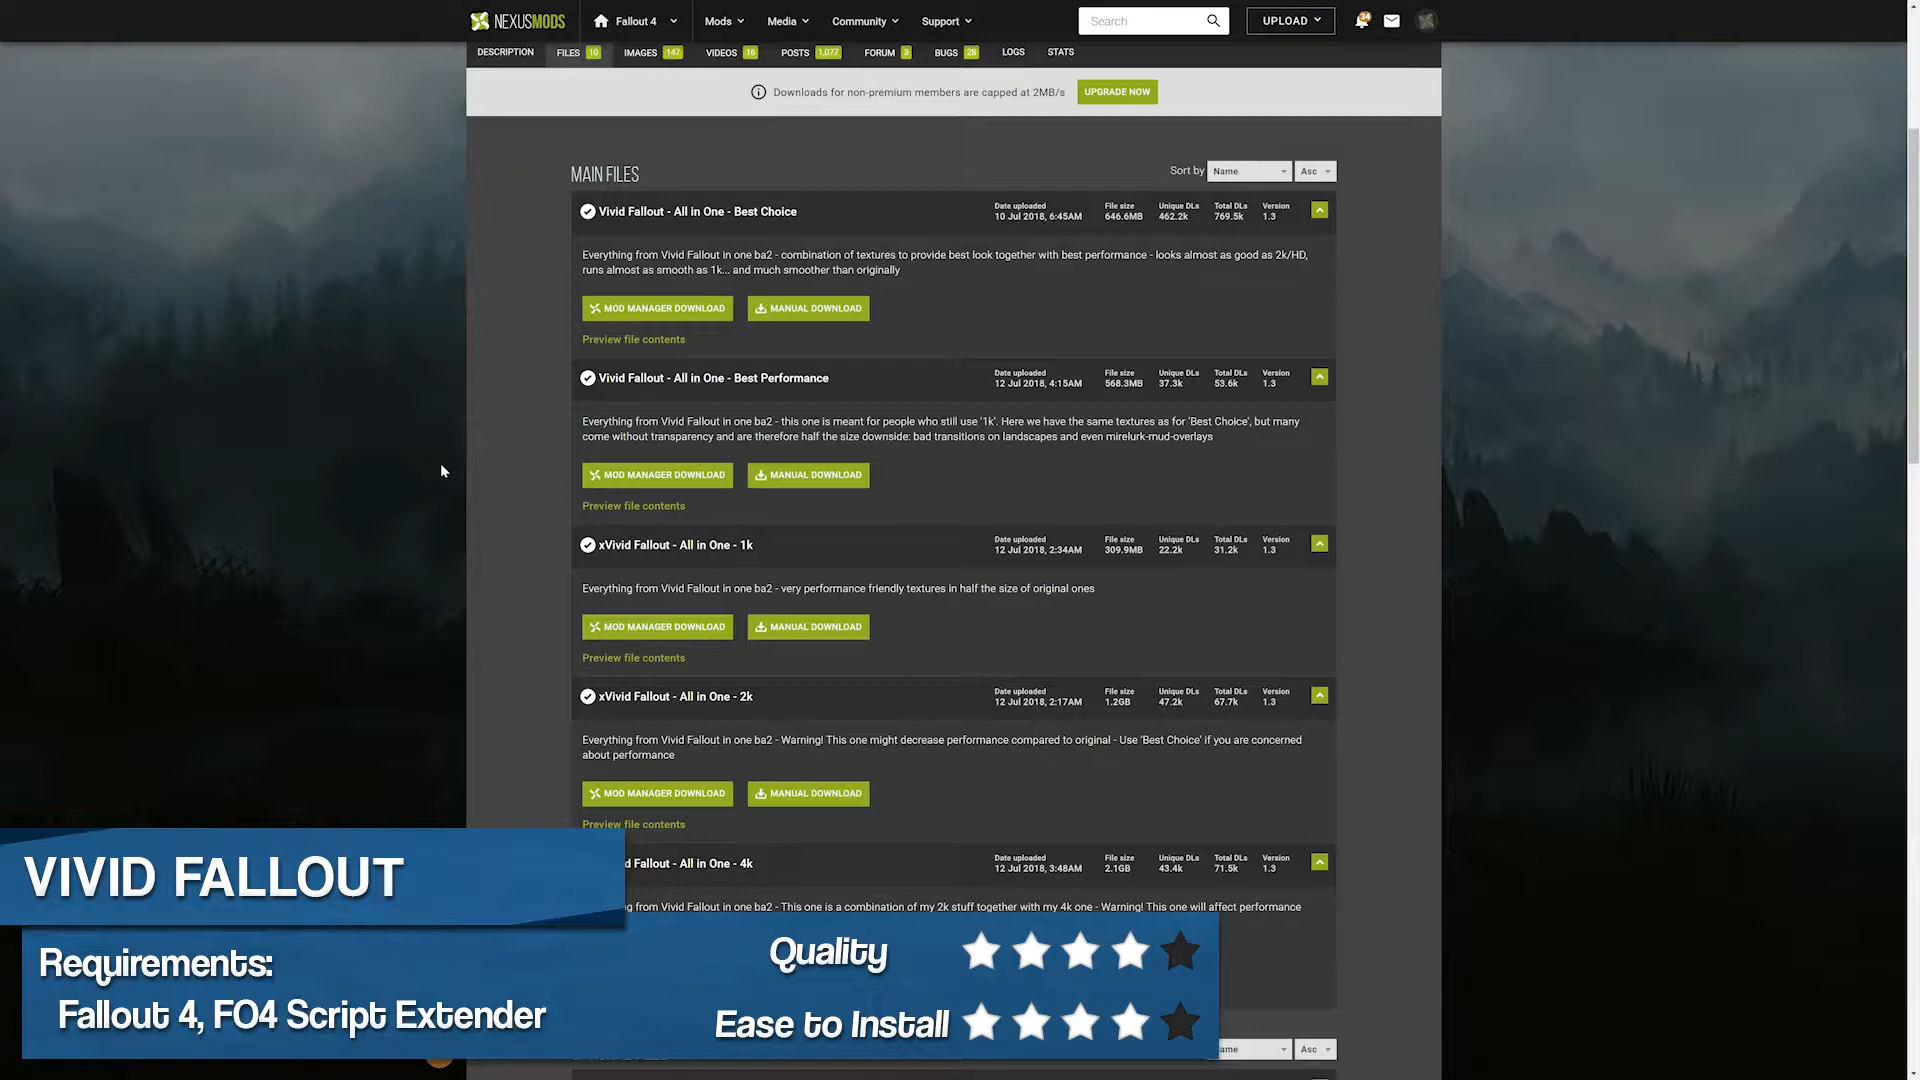 NEXUSMODS Fallout 4 Mods Media Community Support Search UPLOAD 34
DESCRIPTION FILES 10 IMAGES 147 VIDEOS 16 POSTS 1,077 FORUM 3 BUGS 28 LOGS STATS
Downloads for non-premium members are capped at 2MB/s UPGRADE NOW
MAIN FILES Sort by Name Asc
Vivid Fallout - All in One - Best Choice
Date uploaded File size Unique DLs Total DLs Version
10 Jul 2018, 6:45AM 646.6MB 462.2k 769.5k 1.3
Everything from Vivid Fallout in one ba2 - combination of textures to provide best look together with best performance - looks almost as good as 2k/HD,
runs almost as smooth as 1k... and much smoother than originally
MOD MANAGER DOWNLOAD MANUAL DOWNLOAD
Preview file contents
Vivid Fallout - All in One - Best Performance
Date uploaded File size Unique DLs Total DLs Version
12 Jul 2018, 4:15AM 568.3MB 37.3k 53.6k 1.3
Everything from Vivid Fallout in one ba2 - this one is meant for people who still use '1k'. Here we have the same textures as for 'Best Choice', but many
come without transparency and are therefore half the size downside: bad transitions on landscapes and even mirelurk-mud-overlays
MOD MANAGER DOWNLOAD MANUAL DOWNLOAD
Preview file contents
xVivid Fallout - All in One - 1k
Date uploaded File size Unique DLs Total DLs Version
12 Jul 2018, 2:34AM 309.9MB 22.2k 31.2k 1.3
Everything from Vivid Fallout in one ba2 - very performance friendly textures in half the size of original ones
MOD MANAGER DOWNLOAD MANUAL DOWNLOAD
Preview file contents
xVivid Fallout - All in One - 2k
Date uploaded File size Unique DLs Total DLs Version
12 Jul 2018, 2:17AM 1.2GB 47.2k 67.7k 1.3
Everything from Vivid Fallout in one ba2 - Warning! This one might decrease performance compared to original - Use 'Best Choice' if you are concerned
about performance
MOD MANAGER DOWNLOAD MANUAL DOWNLOAD
Preview file contents
Fallout - All in One - 4k
Date uploaded File size Unique DLs Total DLs Version
12 Jul 2018, 3:48AM 2.1GB 43.4k 71.5k 1.3
from Vivid Fallout in one ba2 - This one is a combination of my 2k stuff together with my 4k one - Warning! This one will affect performance
VIVID FALLOUT
Requirements:
Fallout 4, FO4 Script Extender
Quality
Ease to Install
Asc